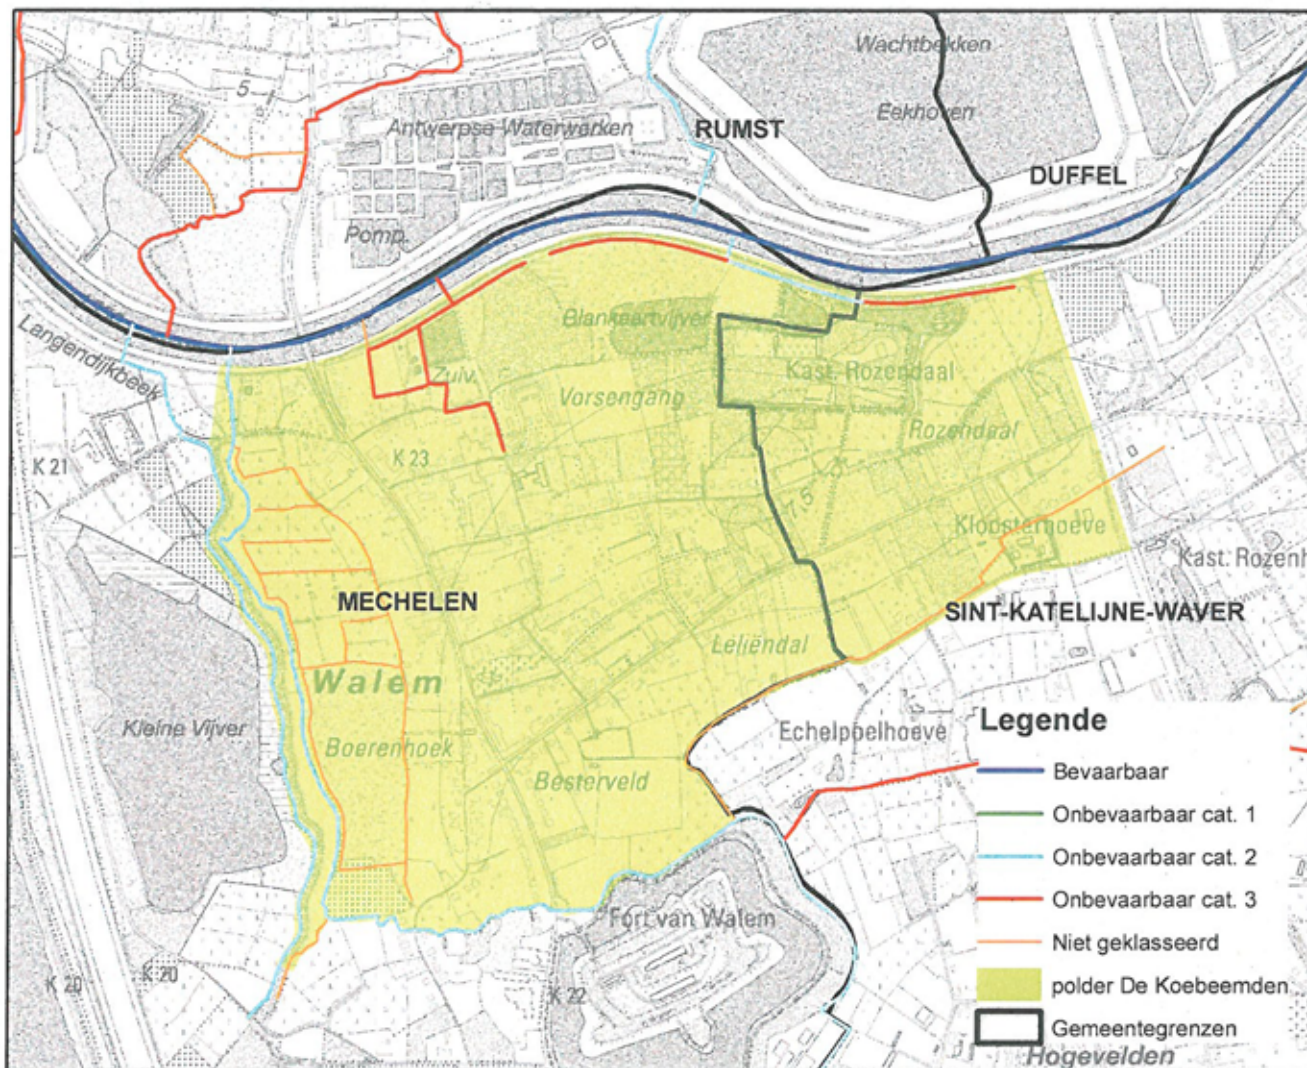 Wachtbekken
5
Eekhoven
Antwerpse Waterwerken
RUMST
DUFFEL
Pomp.
Langendijkbeek
Blankaartvijver
Zuiv.
Kast. Rozendaal
Vorsengang
Rozendaal
K 21
K 23
7,5
Kloosterhoeve
Kast. Rozenh
MECHELEN
SINT-KATELIJNE-WAVER
Leliëndal
Walem
Kleine Vijver
Boerenhoek
Echelpoelhoeve
Besterveld
Legende
Bevaarbaar
Onbevaarbaar cat. 1
Onbevaarbaar cat. 2
Onbevaarbaar cat. 3
Fort van Walem
Niet geklasseerd
K 20
K 20
K 22
polder De Koebeemden
Gemeentegrenzen
Hogevelden